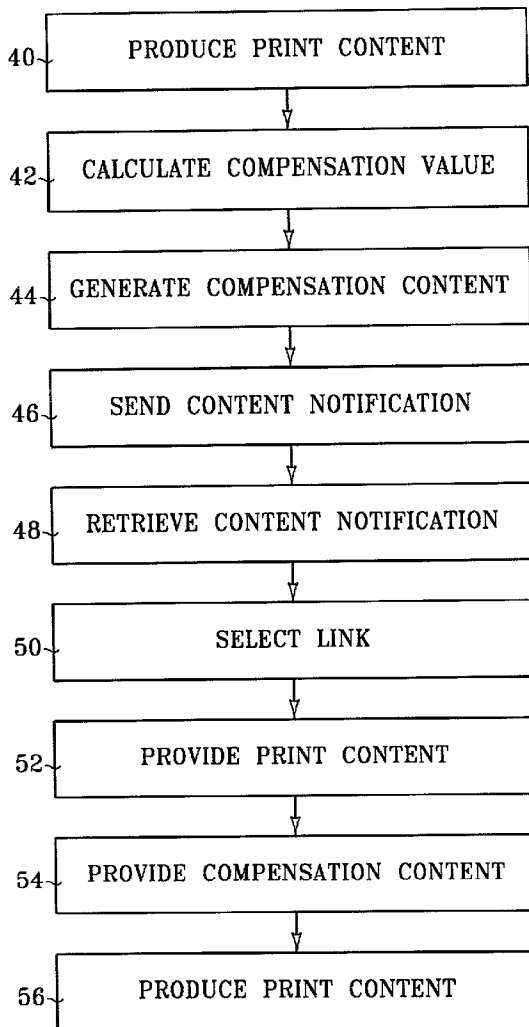 40 PRODUCE PRINT CONTENT
42 CALCULATE COMPENSATION VALUE
44 GENERATE COMPENSATION CONTENT
46 SEND CONTENT NOTIFICATION
48 RETRIEVE CONTENT NOTIFICATION
50 SELECT LINK
52 PROVIDE PRINT CONTENT
54 PROVIDE COMPENSATION CONTENT
56 PRODUCE PRINT CONTENT